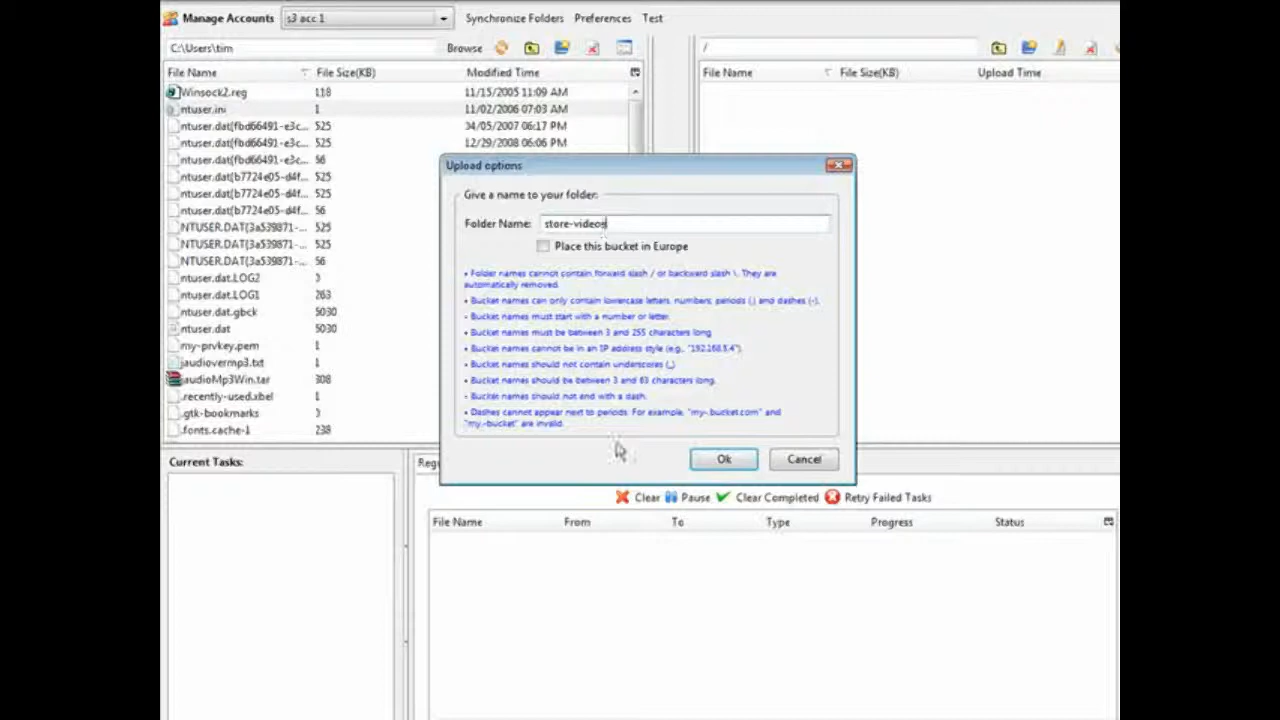 Manage Accounts s3 acc 1 Synchronize Folders Preferences Test
C:\Users\tim Browse /
File Name File Size(KB) Modified Time File Name File Size(KB) Upload Time
Winsock2.reg 118 11/15/2005 11:09 AM
ntuser.ini 1 11/02/2006 07:03 AM
ntuser.dat{fbd66491-e3c... 525 04/05/2007 06:17 PM
ntuser.dat{fbd66491-e3c... 525 12/29/2008 06:06 PM
ntuser.dat{fbd66491-e3c... 56
ntuser.dat{b7724e05-d4f... 525
ntuser.dat{b7724e05-d4f... 525
ntuser.dat{b7724e05-d4f... 56
NTUSER.DAT{3a539871-... 525
NTUSER.DAT{3a539871-... 525
NTUSER.DAT{3a539871-... 56
ntuser.dat.LOG2 0
ntuser.dat.LOG1 263
ntuser.dat.gbck 5030
ntuser.dat 5030
my-prvkey.pem 1
jaudiovermp3.txt 1
jaudioMp3Win.tar 308
.recently-used.xbel 1
.gtk-bookmarks 0
.fonts.cache-1 238
Upload options
Give a name to your folder:
Folder Name: store-videos
Place this bucket in Europe
• Folder names cannot contain forward slash / or backward slash \. They are
automatically removed.
• Bucket names can only contain lowercase letters, numbers, periods (.) and dashes (-).
• Bucket names must start with a number or letter.
• Bucket names must be between 3 and 255 characters long
• Bucket names cannot be in an IP address style (e.g., "192.168.5.4").
• Bucket names should not contain underscores (_)
• Bucket names should be between 3 and 63 characters long.
• Bucket names should not end with a dash.
• Dashes cannot appear next to periods. For example, "my-.bucket.com" and
"my.-bucket" are invalid.
Ok Cancel
Current Tasks: Regu
Clear Pause Clear Completed Retry Failed Tasks
File Name From To Type Progress Status